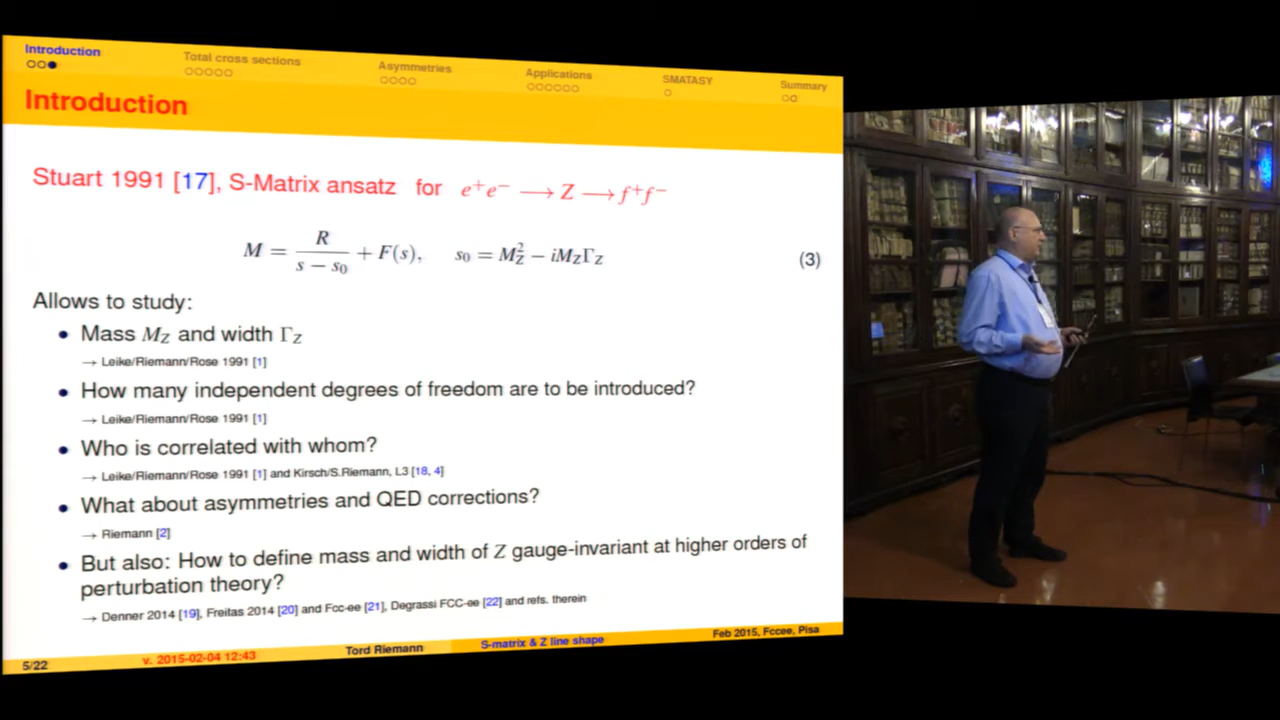 Introduction Total cross sections Asymmetries Applications SMATASY Summary
Introduction
Stuart 1991 [17], S-Matrix ansatz for e⁺e⁻ ⟶ Z ⟶ f⁺f⁻
M = R / (s − s₀) + F(s), s₀ = M_Z² − iM_ZΓ_Z (3)
Allows to study:
• Mass M_Z and width Γ_Z
→ Leike/Riemann/Rose 1991 [1]
• How many independent degrees of freedom are to be introduced?
→ Leike/Riemann/Rose 1991 [1]
• Who is correlated with whom?
→ Leike/Riemann/Rose 1991 [1] and Kirsch/S.Riemann, L3 [18, 4]
• What about asymmetries and QED corrections?
→ Riemann [2]
• But also: How to define mass and width of Z gauge-invariant at higher orders of
perturbation theory?
→ Denner 2014 [19], Freitas 2014 [20] and Fcc-ee [21], Degrassi FCC-ee [22] and refs. therein
5/22 v. 2015-02-04 12:43 Tord Riemann S-matrix & Z line shape Feb 2015, Fccee, Pisa